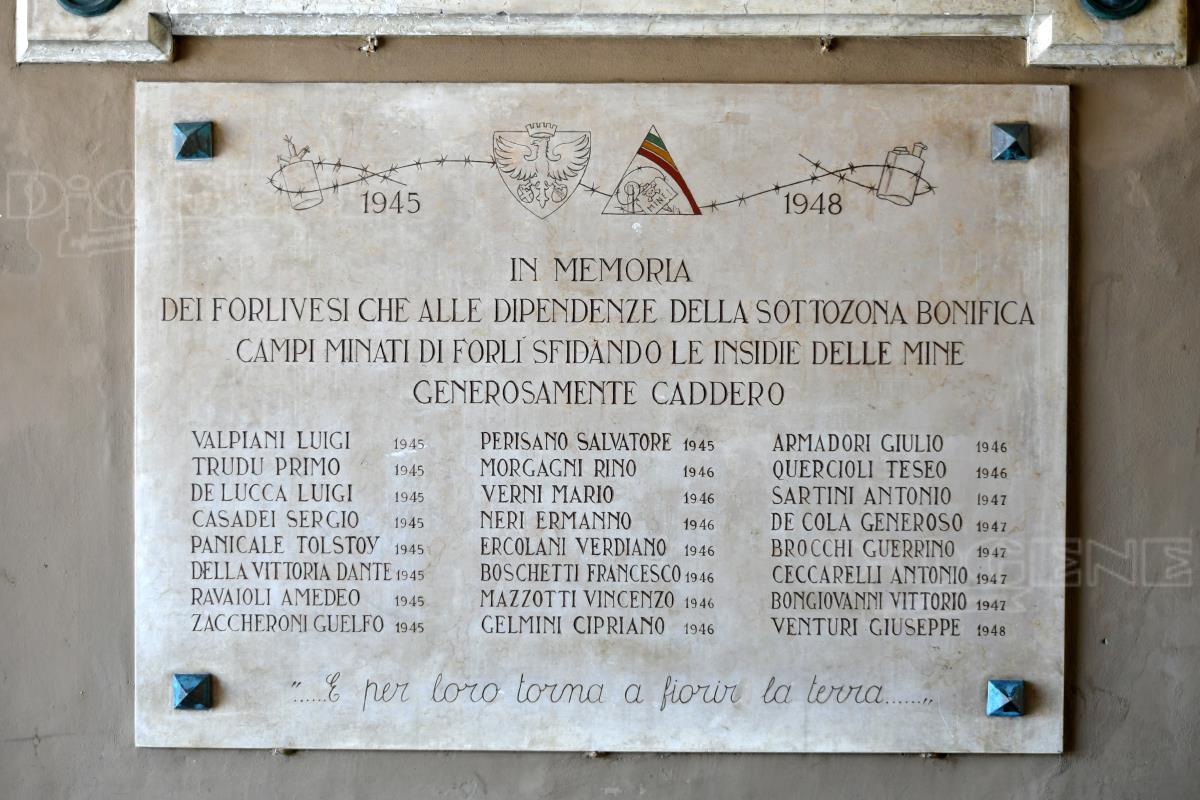 1945 1948
MINE
IN MEMORIA
DEI FORLIVESI CHE ALLE DIPENDENZE DELLA SOTTOZONA BONIFICA
CAMPI MINATI DI FORLÍ SFIDANDO LE INSIDIE DELLE MINE
GENEROSAMENTE CADDERO
VALPIANI LUIGI 1945
TRUDU PRIMO 1945
DE LUCCA LUIGI 1945
CASADEI SERGIO 1945
PANICALE TOLSTOY 1945
DELLA VITTORIA DANTE 1945
RAVAIOLI AMEDEO 1945
ZACCHERONI GUELFO 1945
PERISANO SALVATORE 1945
MORGAGNI RINO 1946
VERNI MARIO 1946
NERI ERMANNO 1946
ERCOLANI VERDIANO 1946
BOSCHETTI FRANCESCO 1946
MAZZOTTI VINCENZO 1946
GELMINI CIPRIANO 1946
ARMADORI GIULIO 1946
QUERCIOLI TESEO 1946
SARTINI ANTONIO 1947
DE COLA GENEROSO 1947
BROCCHI GUERRINO 1947
CECCARELLI ANTONIO 1947
BONGIOVANNI VITTORIO 1947
VENTURI GIUSEPPE 1948
".....E per loro torna a fiorir la terra......"